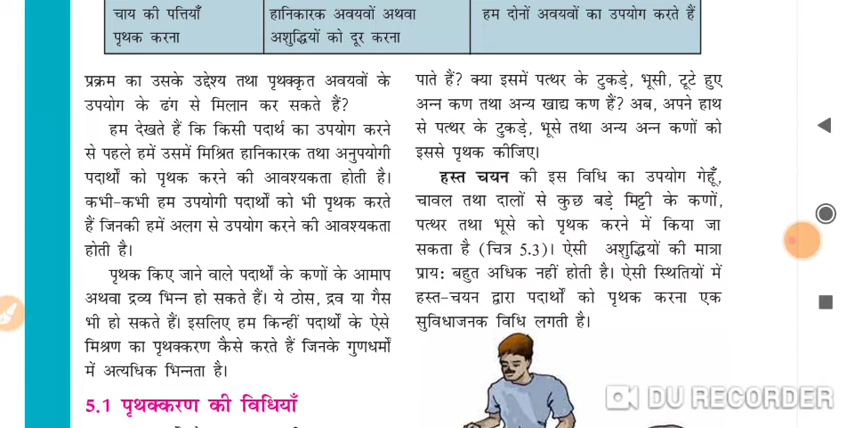 चाय की पत्तियाँ
पृथक करना
हानिकारक अवयवों अथवा
अशुद्धियों को दूर करना
हम दोनों अवयवों का उपयोग करते हैं
प्रक्रम का उसके उद्देश्य तथा पृथक्कृत अवयवों के
उपयोग के ढंग से मिलान कर सकते हैं?
हम देखते हैं कि किसी पदार्थ का उपयोग करने
से पहले हमें उसमें मिश्रित हानिकारक तथा अनुपयोगी
पदार्थों को पृथक करने की आवश्यकता होती है।
कभी-कभी हम उपयोगी पदार्थों को भी पृथक करते
हैं जिनकी हमें अलग से उपयोग करने की आवश्यकता
होती है।
पृथक किए जाने वाले पदार्थों के कणों के आमाप
अथवा द्रव्य भिन्न हो सकते हैं। ये ठोस, द्रव या गैस
भी हो सकते हैं। इसलिए हम किन्हीं पदार्थों के ऐसे
मिश्रण का पृथक्करण कैसे करते हैं जिनके गुणधर्मों
में अत्यधिक भिन्नता है।
5.1 पृथक्करण की विधियाँ
पाते हैं? क्या इसमें पत्थर के टुकड़े, भूसी, टूटे हुए
अन्न कण तथा अन्य खाद्य कण हैं? अब, अपने हाथ
से पत्थर के टुकड़े, भूसे तथा अन्य अन्न कणों को
इससे पृथक कीजिए।
हस्त चयन की इस विधि का उपयोग गेहूँ,
चावल तथा दालों से कुछ बड़े मिट्टी के कणों,
पत्थर तथा भूसे को पृथक करने में किया जा
सकता है (चित्र 5.3)। ऐसी अशुद्धियों की मात्रा
प्राय: बहुत अधिक नहीं होती है। ऐसी स्थितियों में
हस्त-चयन द्वारा पदार्थों को पृथक करना एक
सुविधाजनक विधि लगती है।
DU RECORDER